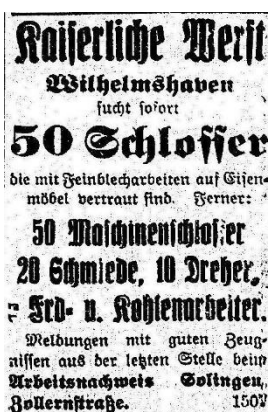 Kaiserliche Werft
Wilhelmshaven
sucht sofort
50 Schlosser
die mit Feinblecharbeiten auf Eisen-
möbel vertraut sind. Ferner:
50 Maschinenschlosser
20 Schmiede, 10 Dreher,
Erd- u. Kohlenarbeiter.
Meldungen mit guten Zeug-
nissen aus der letzten Stelle beim
Arbeitsnachweis Solingen,
Zollernstraße. 1507